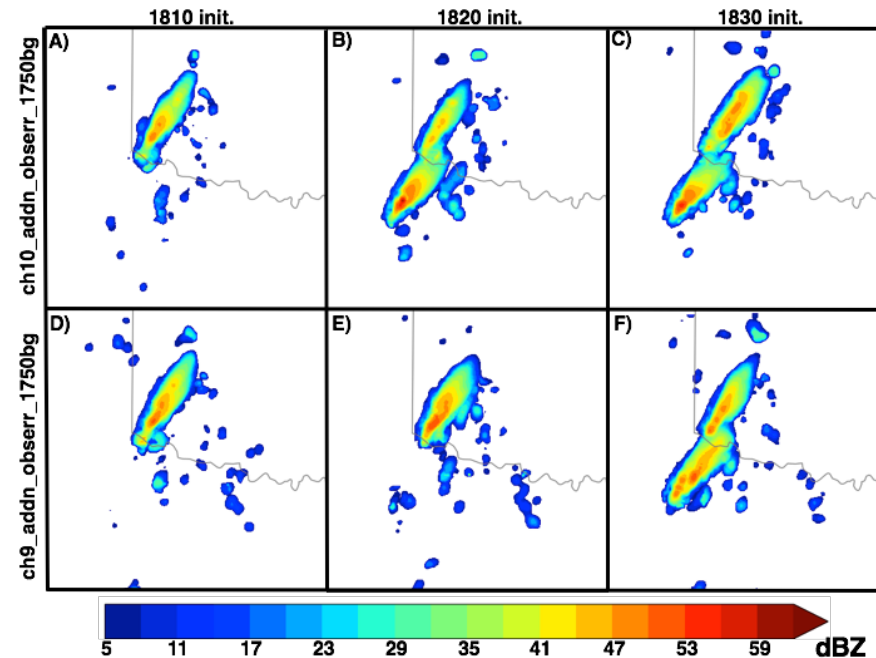 1810 init. 1820 init. 1830 init.
ch10_addn_obserr_1750bg
A) B) C)
ch9_addn_obserr_1750bg
D) E) F)
5 11 17 23 29 35 41 47 53 59 dBZ